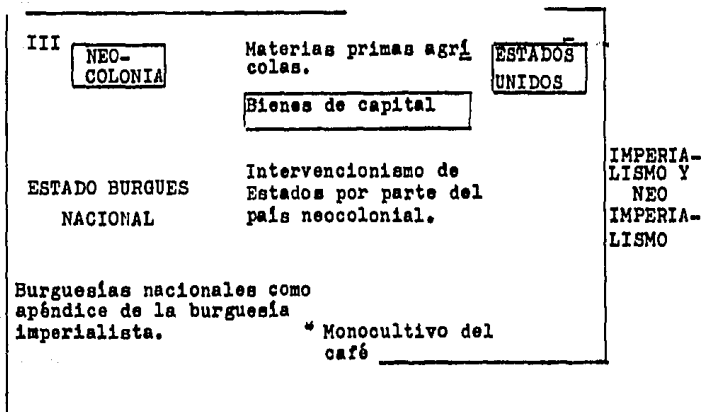 III
NEO-
COLONIA
Materias primas agrí
colas.
ESTADOS
UNIDOS
Bienes de capital
ESTADO BURGUES
NACIONAL
Intervencionismo de
Estados por parte del
país neocolonial.
IMPERIA-
LISMO Y
NEO
IMPERIA-
LISMO
Burguesías nacionales como
apéndice de la burguesía
imperialista.
* Monocultivo del
café